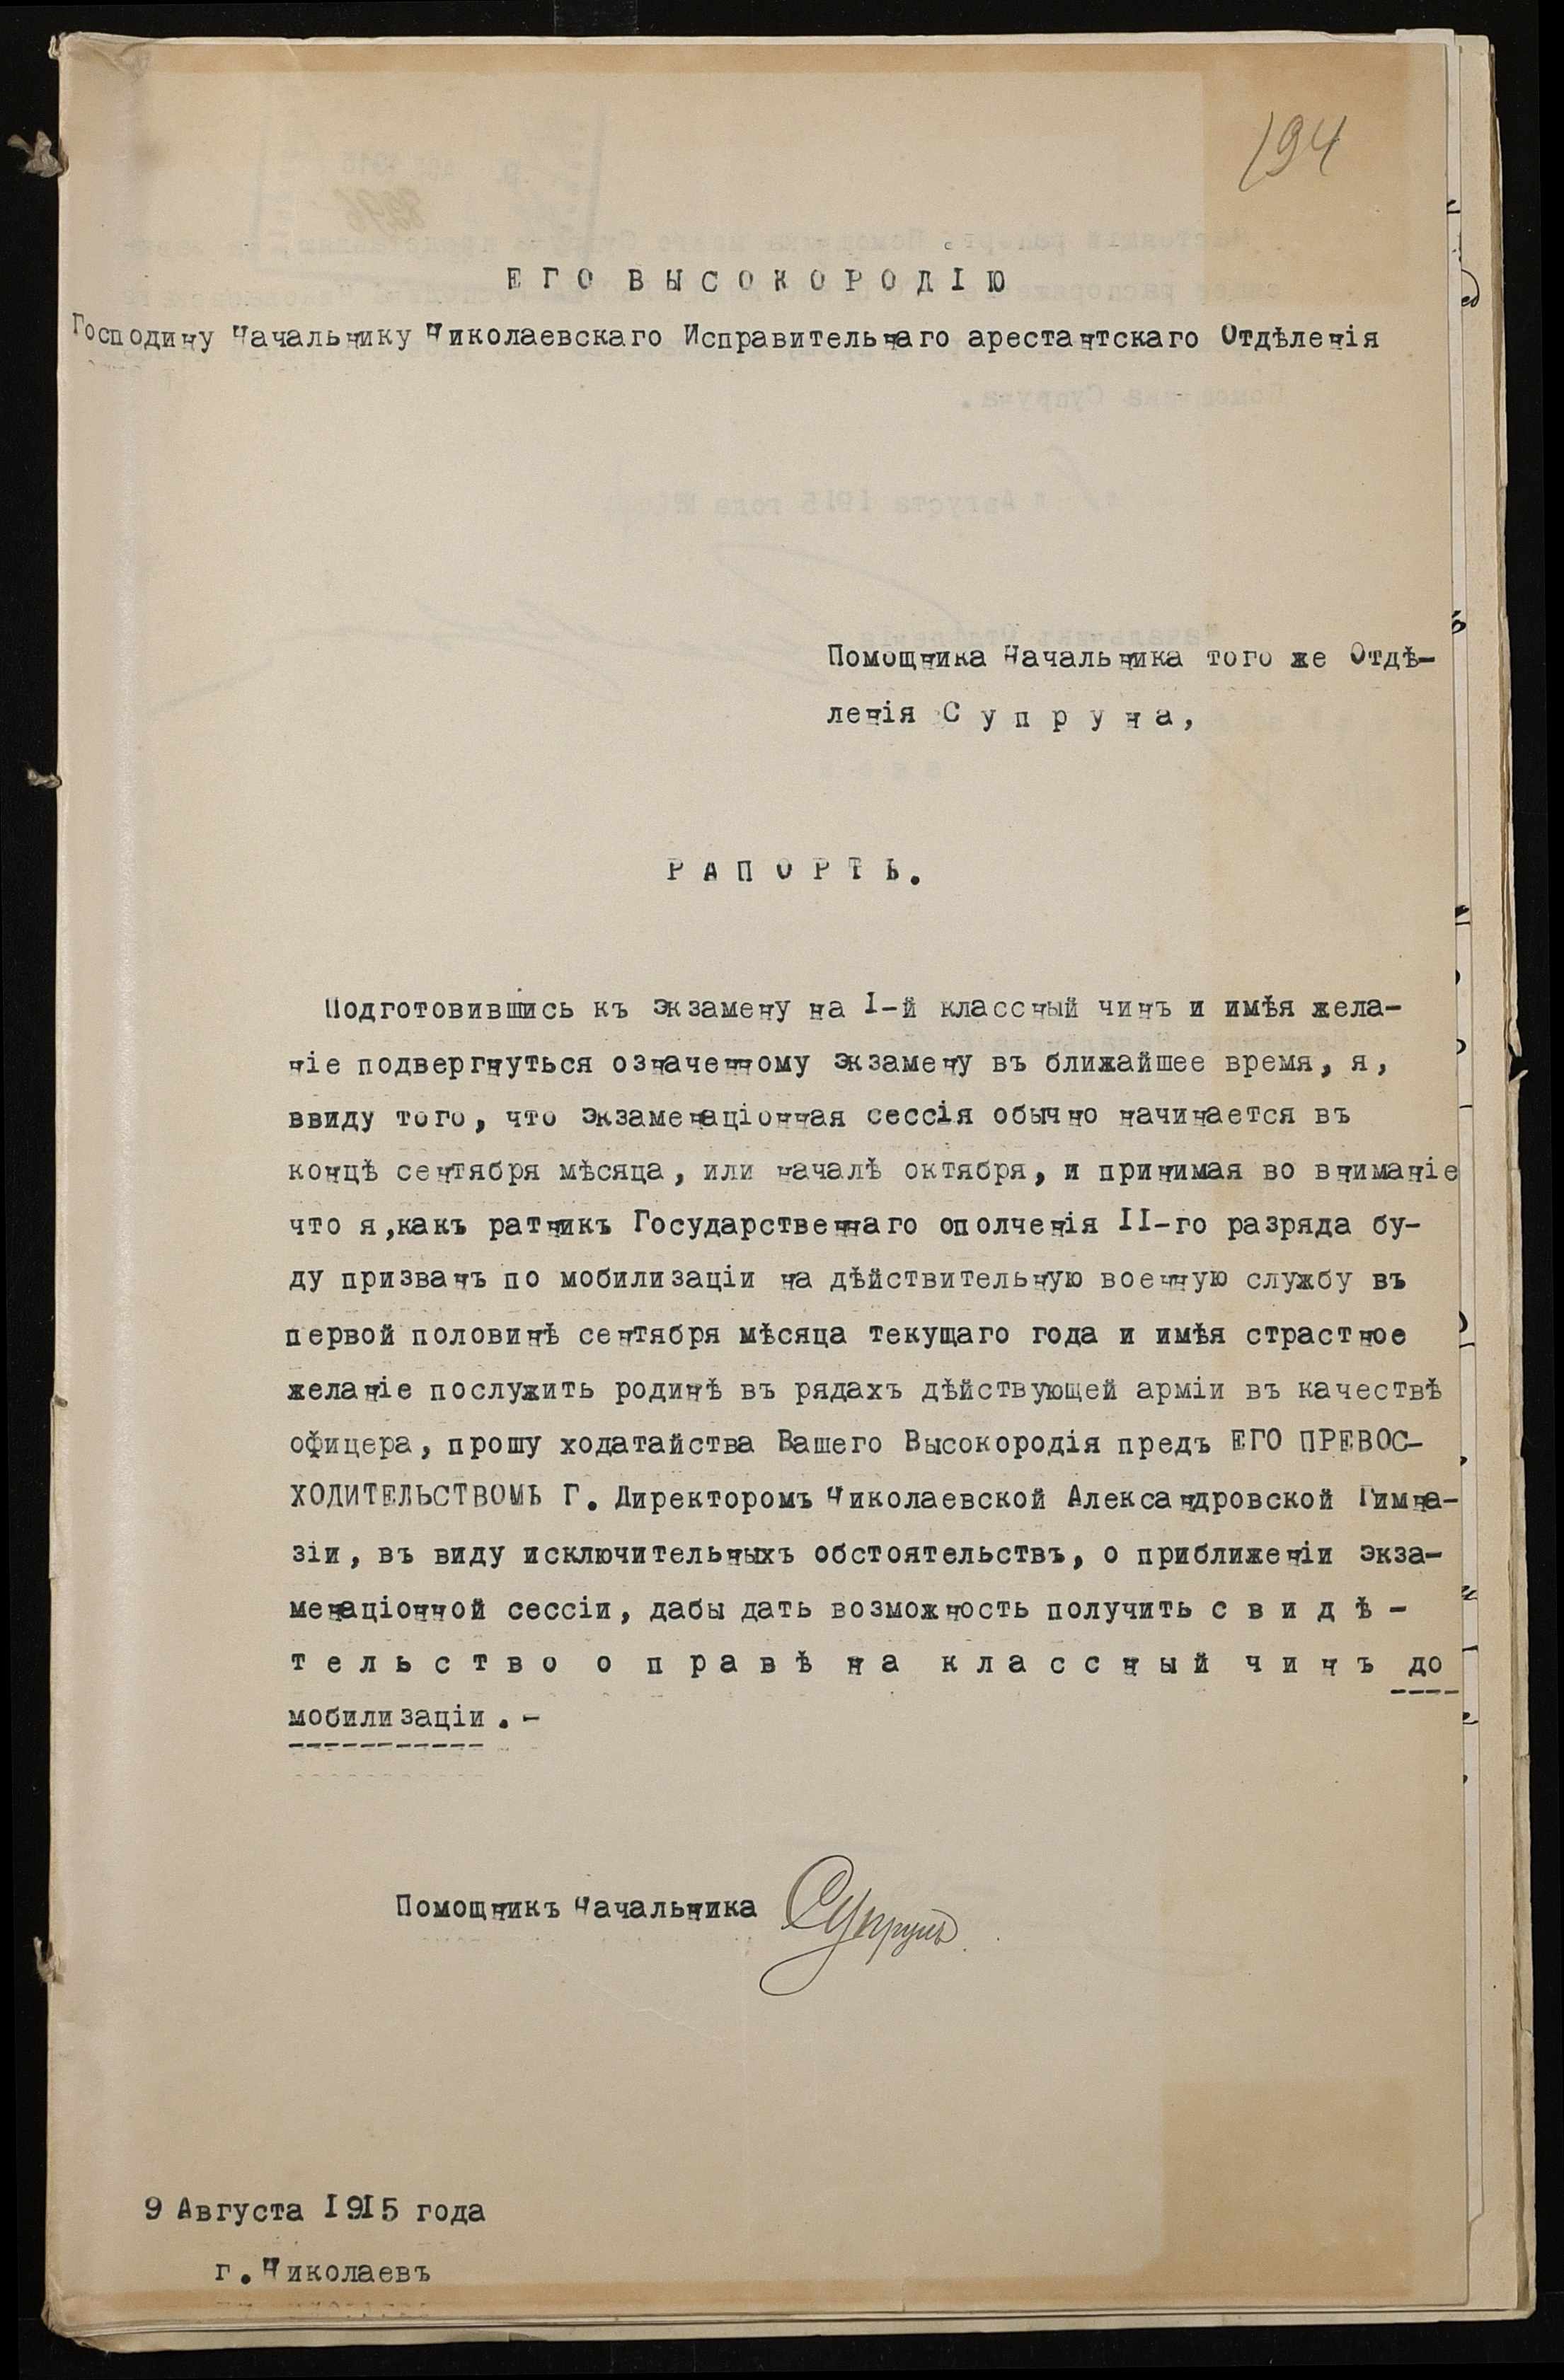 194
ЕГО ВЫСОКОРОДІЮ
Господину Начальнику Николаевскаго Исправительнаго арестантскаго Отдѣленія
Помощника Начальника того же Отдѣ-
ленія Супруна,
РАПОРТЪ.
Подготовившись къ экзамену на I-й классный чинъ и имѣя жела-
ніе подвергнуться означенному экзамену въ ближайшее время, я,
ввиду того, что экзаменаціонная сессія обычно начинается въ
концѣ сентября мѣсяца, или началѣ октября, и принимая во вниманіе
что я,какъ ратникъ Государственнаго ополченія II-го разряда бу-
ду призванъ по мобилизаціи на дѣйствительную военную службу въ
первой половинѣ сентября мѣсяца текущаго года и имѣя страстное
желаніе послужить родинѣ въ рядахъ дѣйствующей арміи въ качествѣ
офицера, прошу ходатайства Вашего Высокородія предъ ЕГО ПРЕВОС-
ХОДИТЕЛЬСТВОМЬ Г. Директоромъ Николаевской Александровской Гимна-
зіи, въ виду исключительныхъ обстоятельствъ, о приближеніи экза-
менаціонной сессіи, дабы дать возможность получить свидѣ-
тельство о правѣ на классный чинъ до
мобилизаціи.-
Помощникъ Начальника Супрунъ
9 Августа 1915 года
г.Николаевъ